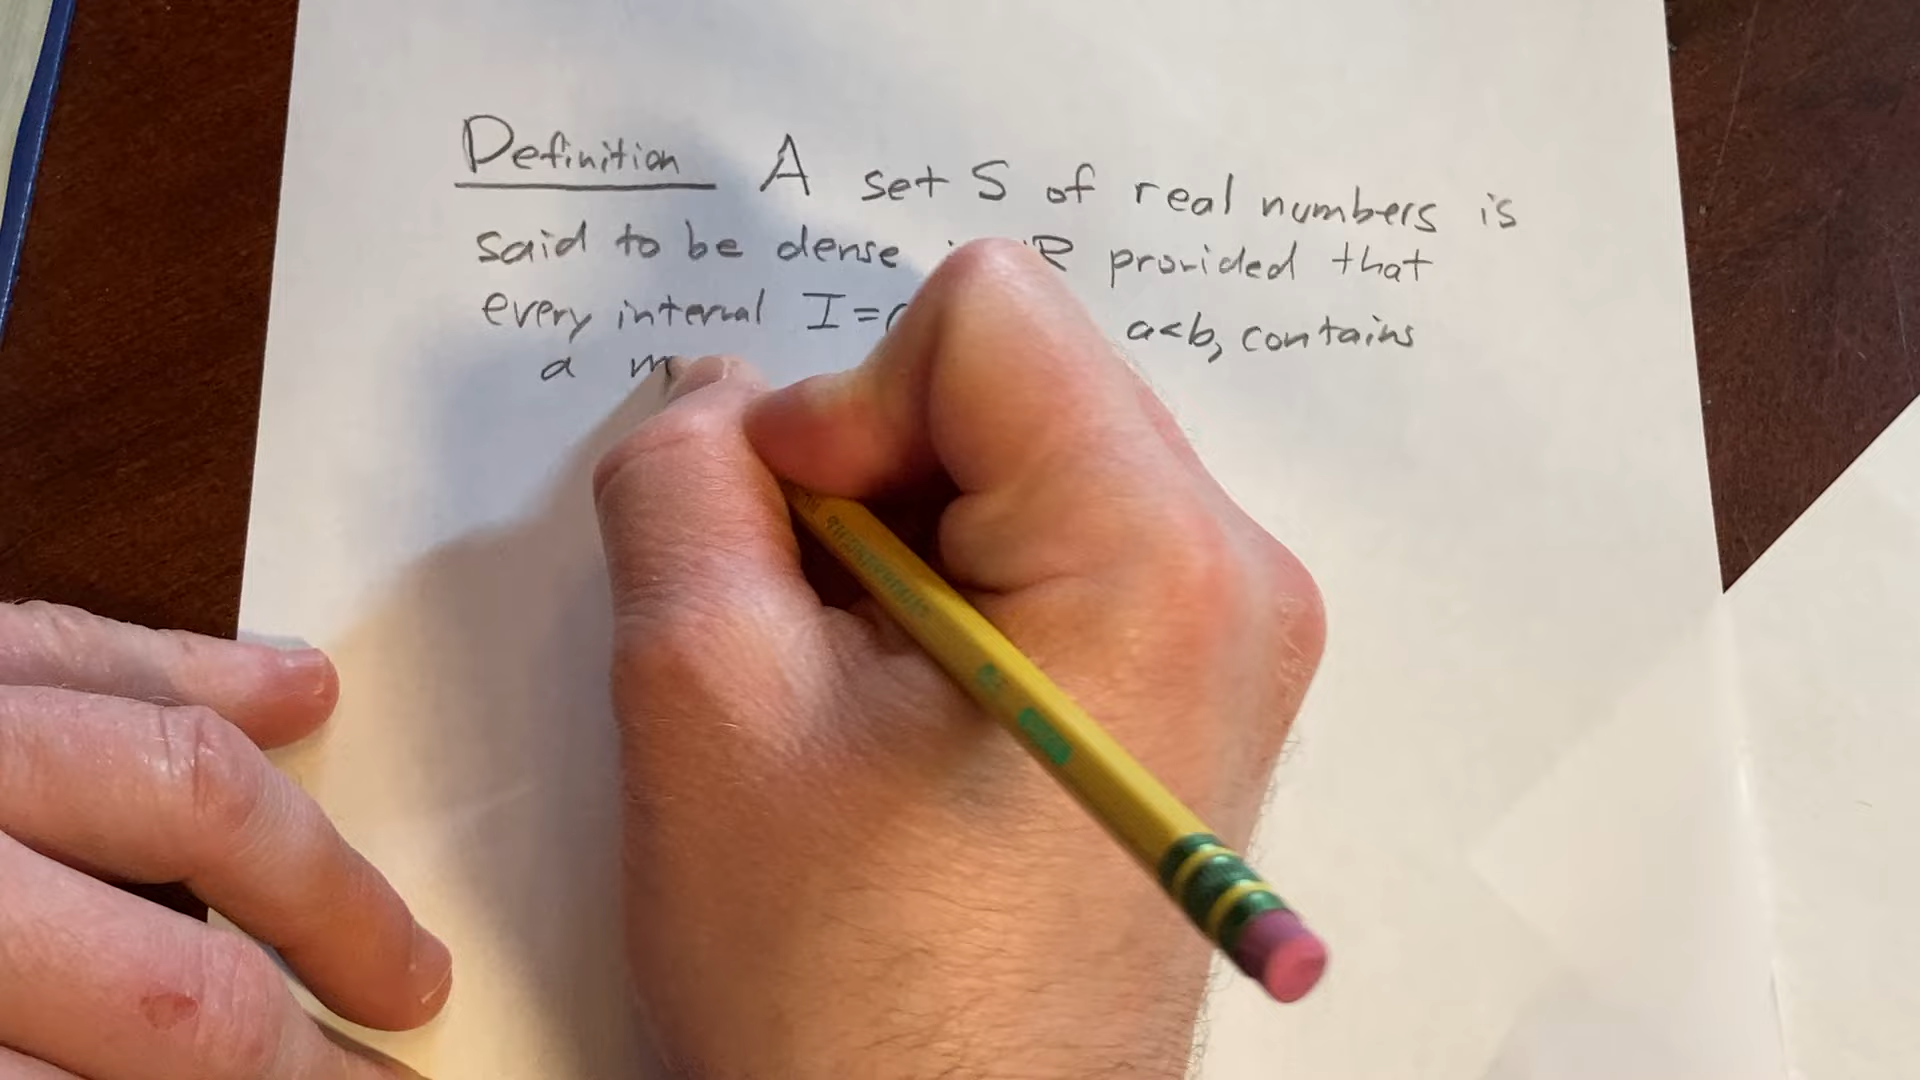 Definition A set S of real numbers is
said to be dense provided that
every interval I = a<b, contains
a